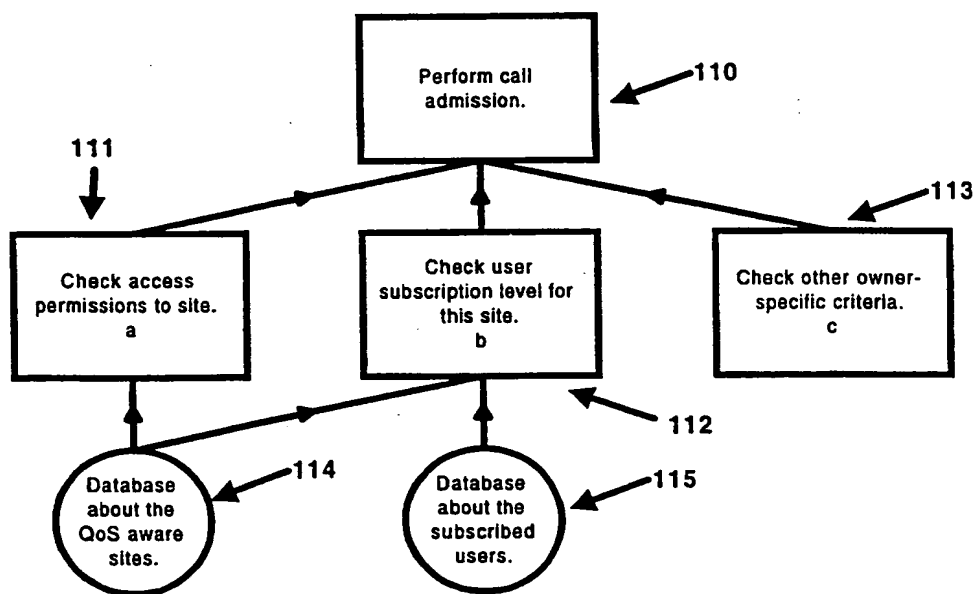 Perform call
admission.
110
111
113
Check access
permissions to site.
a
Check user
subscription level for
this site.
b
Check other owner-
specific criteria.
c
112
114
115
Database
about the
QoS aware
sites.
Database
about the
subscribed
users.